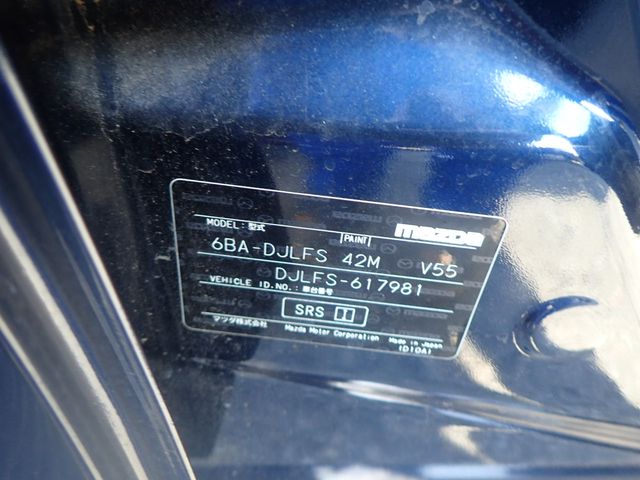 MODEL:型式
PAINT
mazda
6BA-DJLFS 42M V55
DJLFS-617981
VEHICLE ID.NO.:車台番号
SRS I
マツダ株式会社 Mazda Motor Corporation Made in Japan
(D10A)